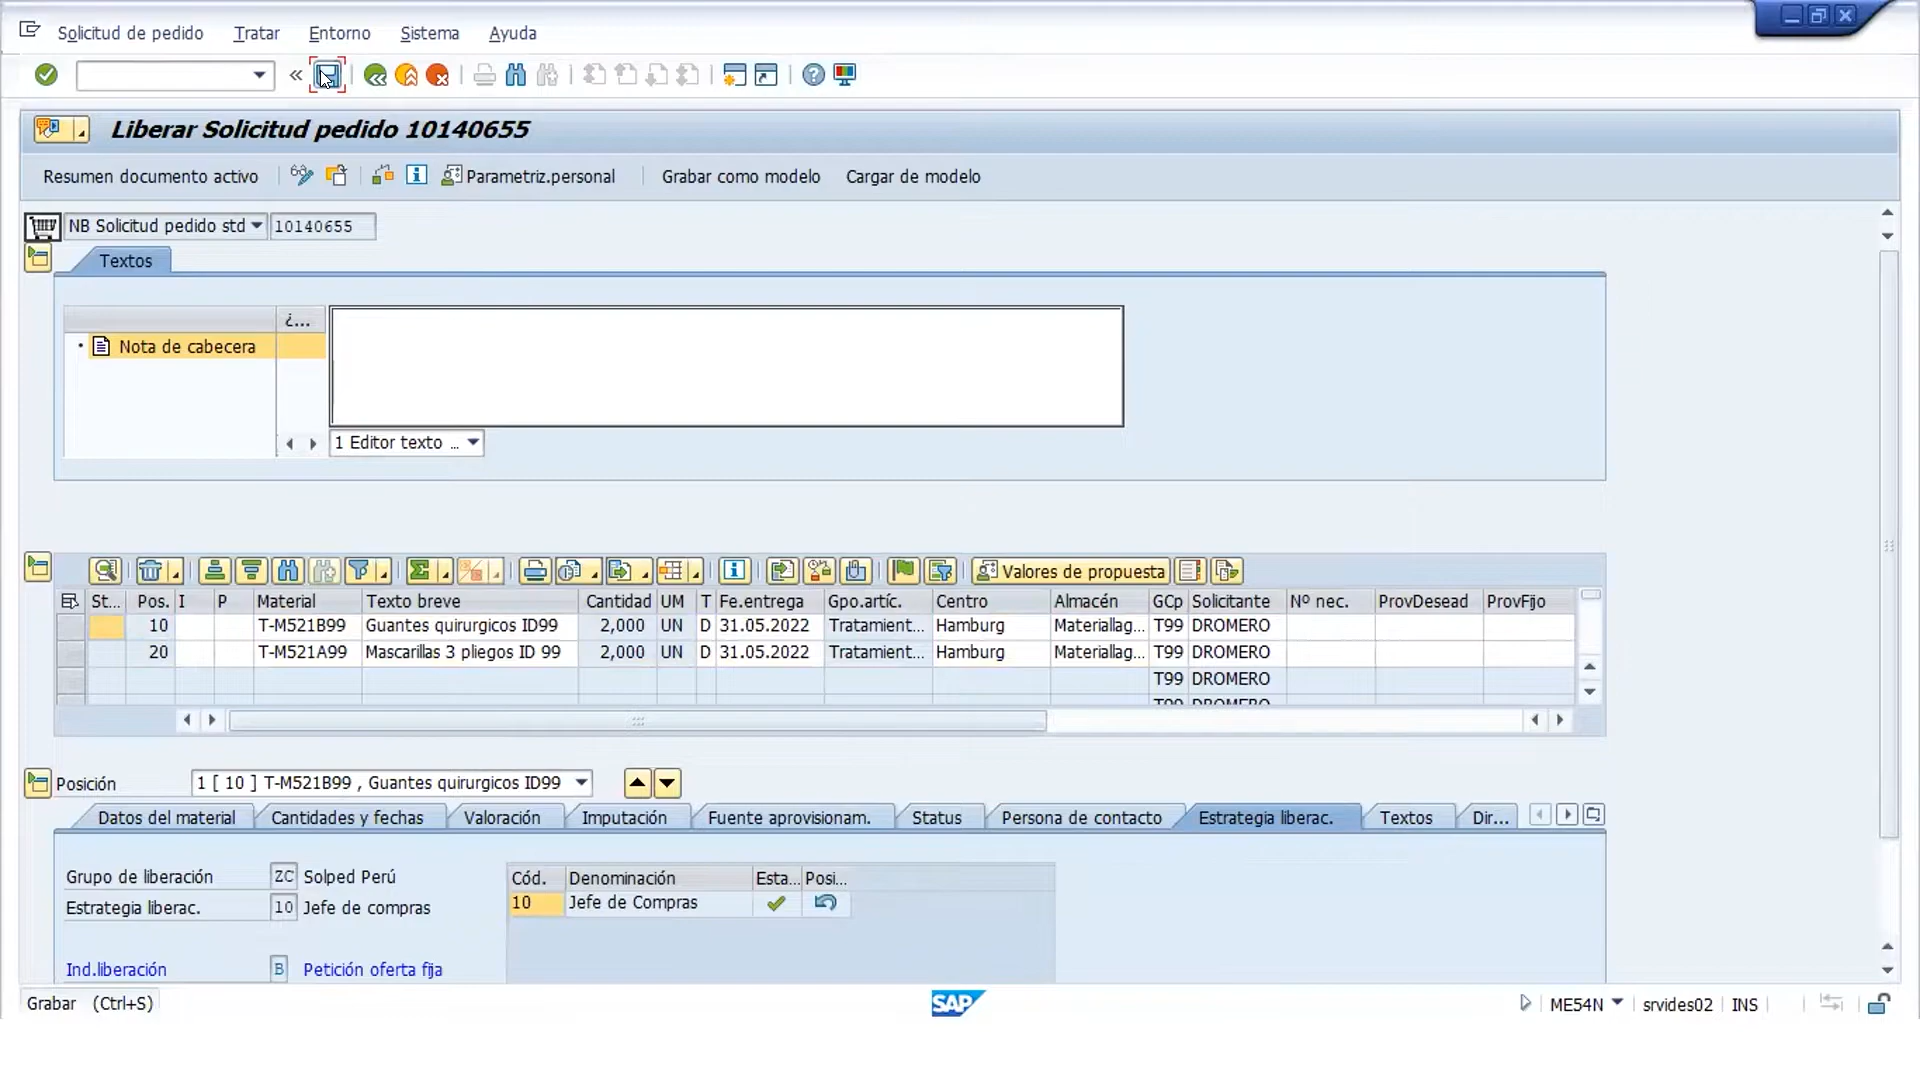 Solicitud de pedido Tratar Entorno Sistema Ayuda
Liberar Solicitud pedido 10140655
Resumen documento activo Parametriz.personal Grabar como modelo Cargar de modelo
NB Solicitud pedido std 10140655
Textos
¿...
Nota de cabecera
1 Editor texto ...
Valores de propuesta
St... Pos. I P Material Texto breve Cantidad UM T Fe.entrega Gpo.artíc. Centro Almacén GCp Solicitante Nº nec. ProvDesead ProvFijo
10 T-M521B99 Guantes quirurgicos ID99 2,000 UN D 31.05.2022 Tratamient... Hamburg Materiallag... T99 DROMERO
20 T-M521A99 Mascarillas 3 pliegos ID 99 2,000 UN D 31.05.2022 Tratamient... Hamburg Materiallag... T99 DROMERO
T99 DROMERO
T99 DROMERO
Posición 1 [ 10 ] T-M521B99 , Guantes quirurgicos ID99
Datos del material Cantidades y fechas Valoración Imputación Fuente aprovisionam. Status Persona de contacto Estrategia liberac. Textos Dir...
Grupo de liberación ZC Solped Perú Cód. Denominación Esta... Posi...
Estrategia liberac. 10 Jefe de compras 10 Jefe de Compras
Ind.liberación B Petición oferta fija
Grabar (Ctrl+S) SAP ME54N srvides02 INS